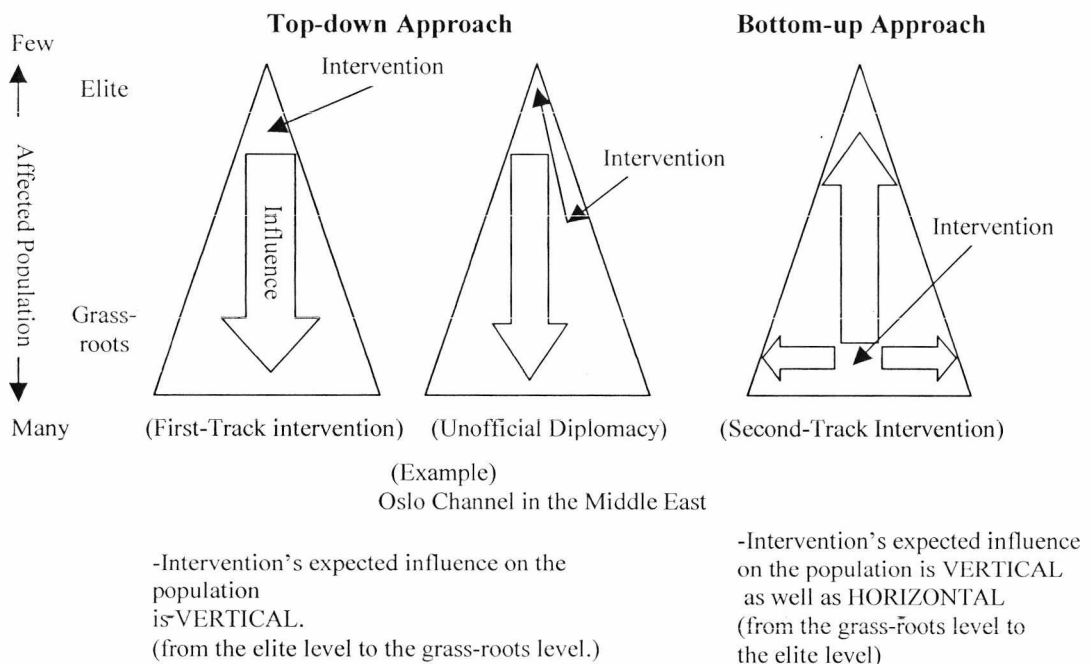 Top-down Approach
Bottom-up Approach
Few
Elite
Affected Population
Grass-
roots
Many
Intervention
Influence
Intervention
Intervention
(First-Track intervention)
(Unofficial Diplomacy)
(Second-Track Intervention)
(Example)
Oslo Channel in the Middle East
-Intervention's expected influence on the
population
is VERTICAL.
(from the elite level to the grass-roots level.)
-Intervention's expected influence
on the population is VERTICAL
as well as HORIZONTAL
(from the grass-roots level to
the elite level)